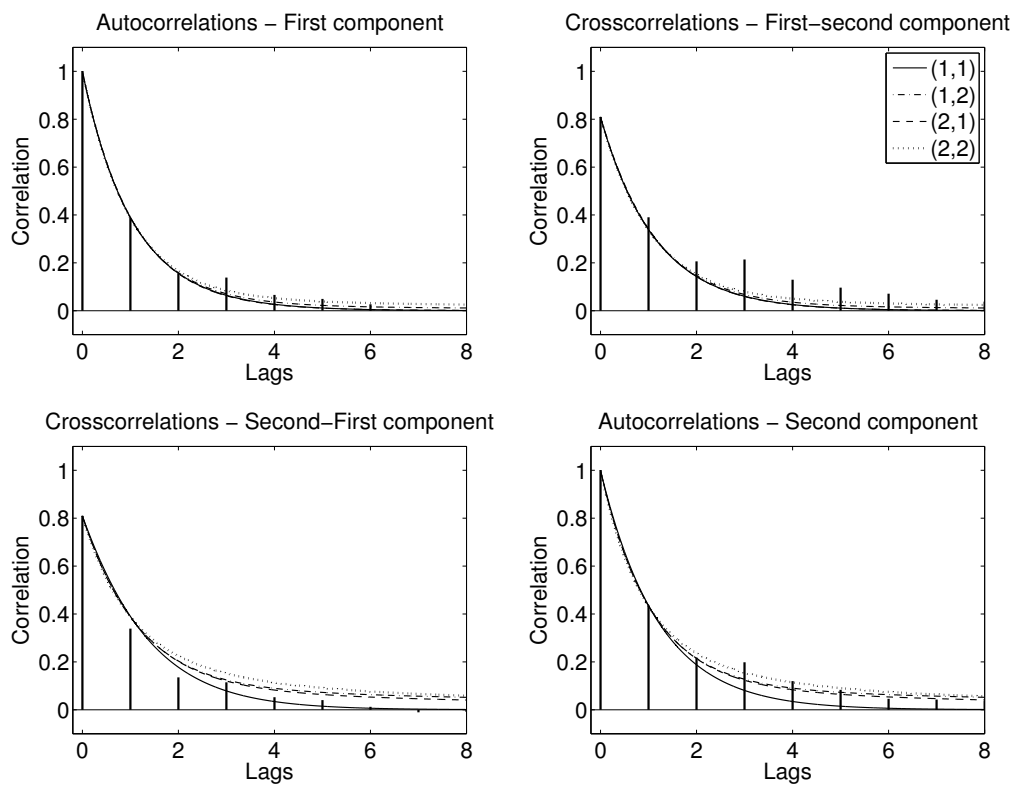 Autocorrelations − First component
Correlation
1
0.8
0.6
0.4
0.2
0
0 2 4 6 8
Lags
Crosscorrelations − First−second component
Correlation
1
0.8
0.6
0.4
0.2
0
0 2 4 6 8
Lags
(1,1)
(1,2)
(2,1)
(2,2)
Crosscorrelations − Second−First component
Correlation
1
0.8
0.6
0.4
0.2
0
0 2 4 6 8
Lags
Autocorrelations − Second component
Correlation
1
0.8
0.6
0.4
0.2
0
0 2 4 6 8
Lags